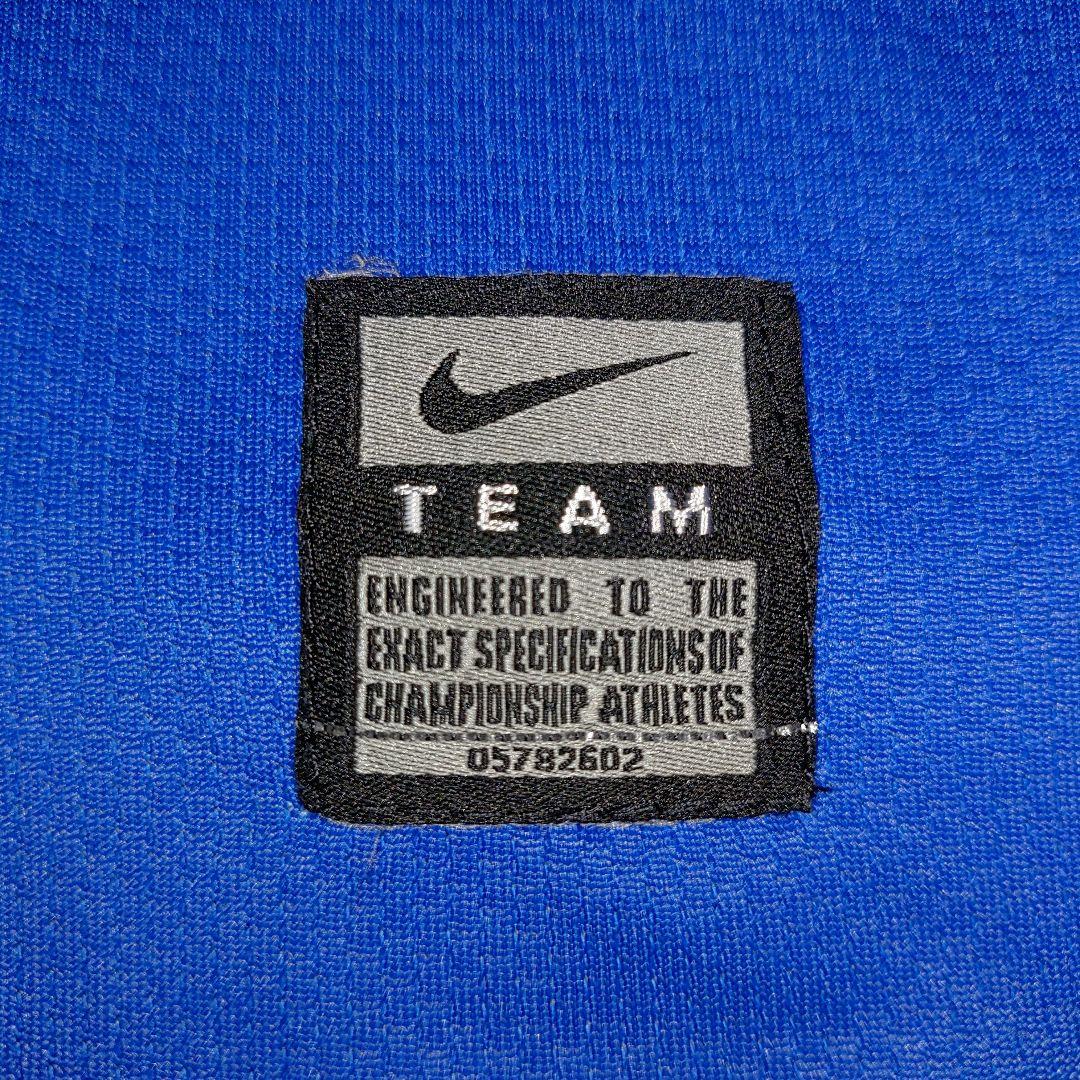 TEAM
ENGINEERED TO THE
EXACT SPECIFICATIONS OF
CHAMPIONSHIP ATHLETES
05782602